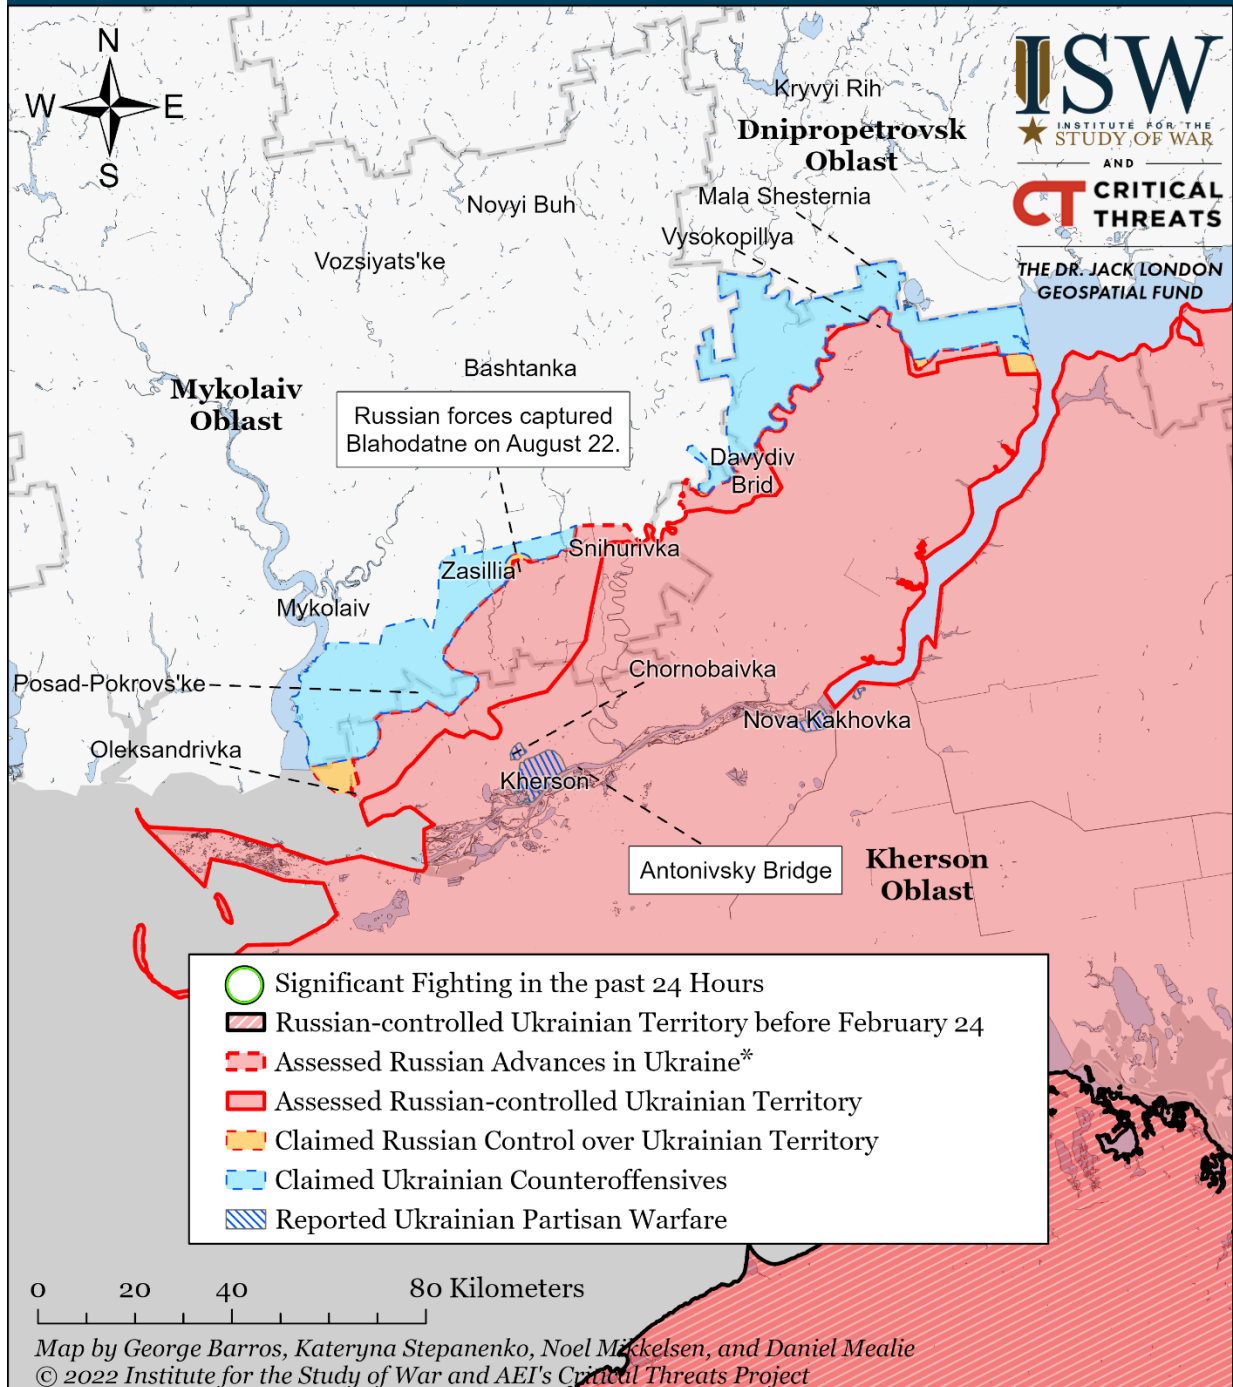 N
W
E
S
ISW
INSTITUTE FOR THE
STUDY OF WAR
AND
CT CRITICAL
THREATS
THE DR. JACK LONDON
GEOSPATIAL FUND
Kryvyi Rih
Dnipropetrovsk
Oblast
Mala Shesternia
Novyi Buh
Vysokopillya
Vozsiyats'ke
Bashtanka
Mykolaiv
Oblast
Russian forces captured
Blahodatne on August 22.
Davydiv
Brid
Snihurivka
Zasillia
Mykolaiv
Chornobaivka
Posad-Pokrovs'ke
Nova Kakhovka
Oleksandrivka
Kherson
Antonivsky Bridge
Kherson
Oblast
Significant Fighting in the past 24 Hours
Russian-controlled Ukrainian Territory before February 24
Assessed Russian Advances in Ukraine*
Assessed Russian-controlled Ukrainian Territory
Claimed Russian Control over Ukrainian Territory
Claimed Ukrainian Counteroffensives
Reported Ukrainian Partisan Warfare
0 20 40 80 Kilometers
Map by George Barros, Kateryna Stepanenko, Noel Mikkelsen, and Daniel Mealie
© 2022 Institute for the Study of War and AEI's Critical Threats Project